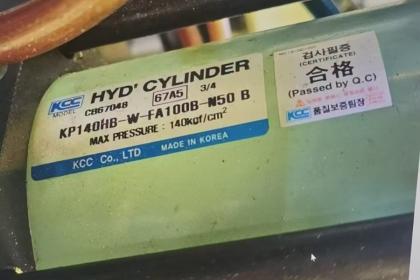 HYD' CYLINDER
KCC
MODEL CB67048 67A5 3/4
KP140HB-W-FA100B-N50 B
MAX PRESSURE : 140kgf/cm²
KCC Co., LTD MADE IN KOREA
검사필증
(CERTIFICATE)
合格
(Passed by Q.C)
KCC 품질보증팀장